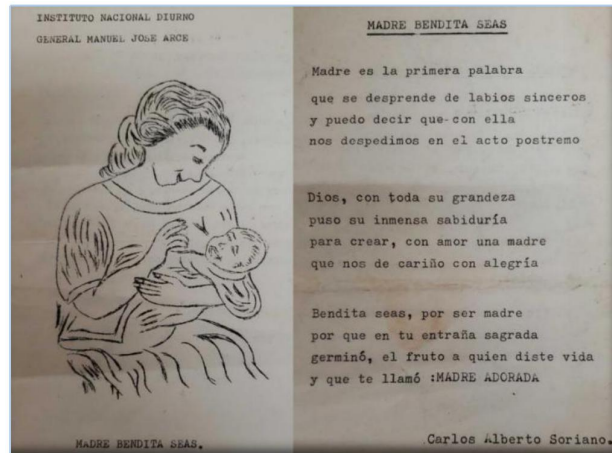 INSTITUTO NACIONAL DIURNO
GENERAL MANUEL JOSE ARCE
MADRE BENDITA SEAS.
MADRE BENDITA SEAS
Madre es la primera palabra
que se desprende de labios sinceros
y puedo decir que-con ella
nos despedimos en el acto postremo
Dios, con toda su grandeza
puso su inmensa sabiduría
para crear, con amor una madre
que nos de cariño con alegría
Bendita seas, por ser madre
por que en tu entraña sagrada
germinó, el fruto a quien diste vida
y que te llamó :MADRE ADORADA
Carlos Alberto Soriano.